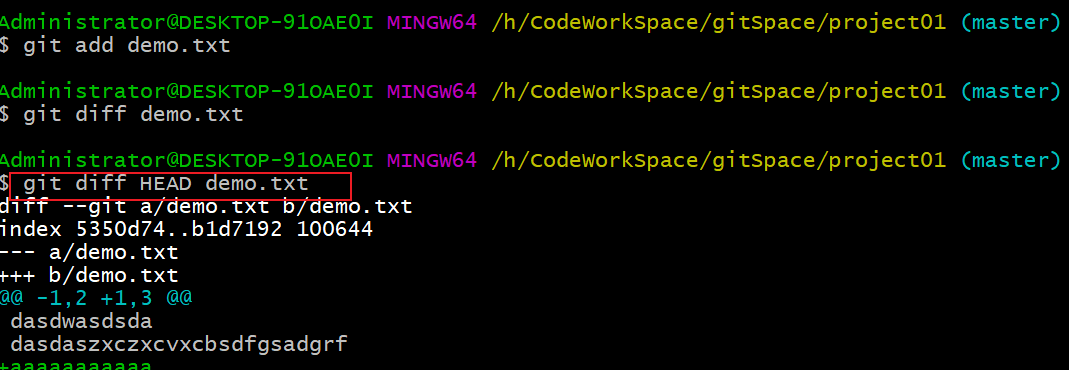 Administrator@DESKTOP-91OAE0I MINGW64 /h/CodeWorkSpace/gitSpace/project01 (master)
$ git add demo.txt
Administrator@DESKTOP-91OAE0I MINGW64 /h/CodeWorkSpace/gitSpace/project01 (master)
$ git diff demo.txt
Administrator@DESKTOP-91OAE0I MINGW64 /h/CodeWorkSpace/gitSpace/project01 (master)
$ git diff HEAD demo.txt
diff --git a/demo.txt b/demo.txt
index 5350d74..b1d7192 100644
--- a/demo.txt
+++ b/demo.txt
@@ -1,2 +1,3 @@
dasdwasdsda
dasdaszxczxcvxcbsdfgsadgrf
+aaaaaaaaaaa